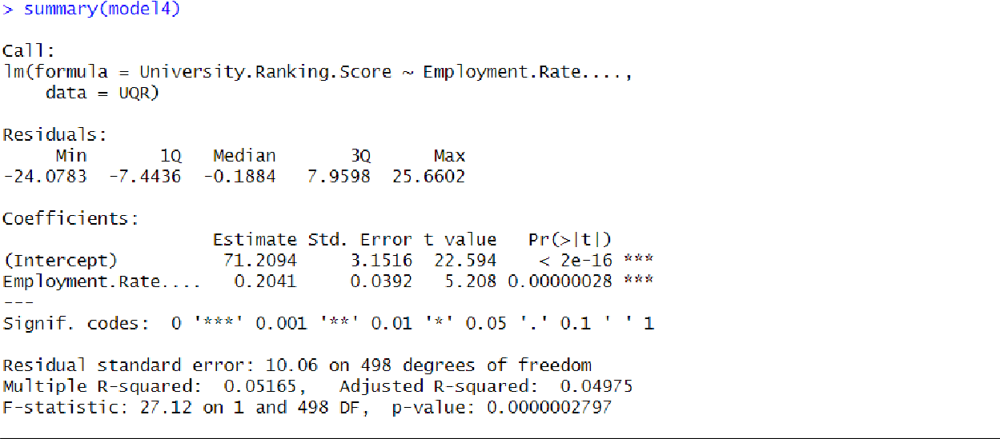 > summary(model4)
Call:
lm(formula = University.Ranking.Score ~ Employment.Rate....,
data = UQR)
Residuals:
Min 1Q Median 3Q Max
-24.0783 -7.4436 -0.1884 7.9598 25.6602
Coefficients:
Estimate Std. Error t value Pr(>|t|)
(Intercept) 71.2094 3.1516 22.594 < 2e-16 ***
Employment.Rate.... 0.2041 0.0392 5.208 0.00000028 ***
---
Signif. codes: 0 '***' 0.001 '**' 0.01 '*' 0.05 '.' 0.1 ' ' 1
Residual standard error: 10.06 on 498 degrees of freedom
Multiple R-squared: 0.05165, Adjusted R-squared: 0.04975
F-statistic: 27.12 on 1 and 498 DF, p-value: 0.0000002797